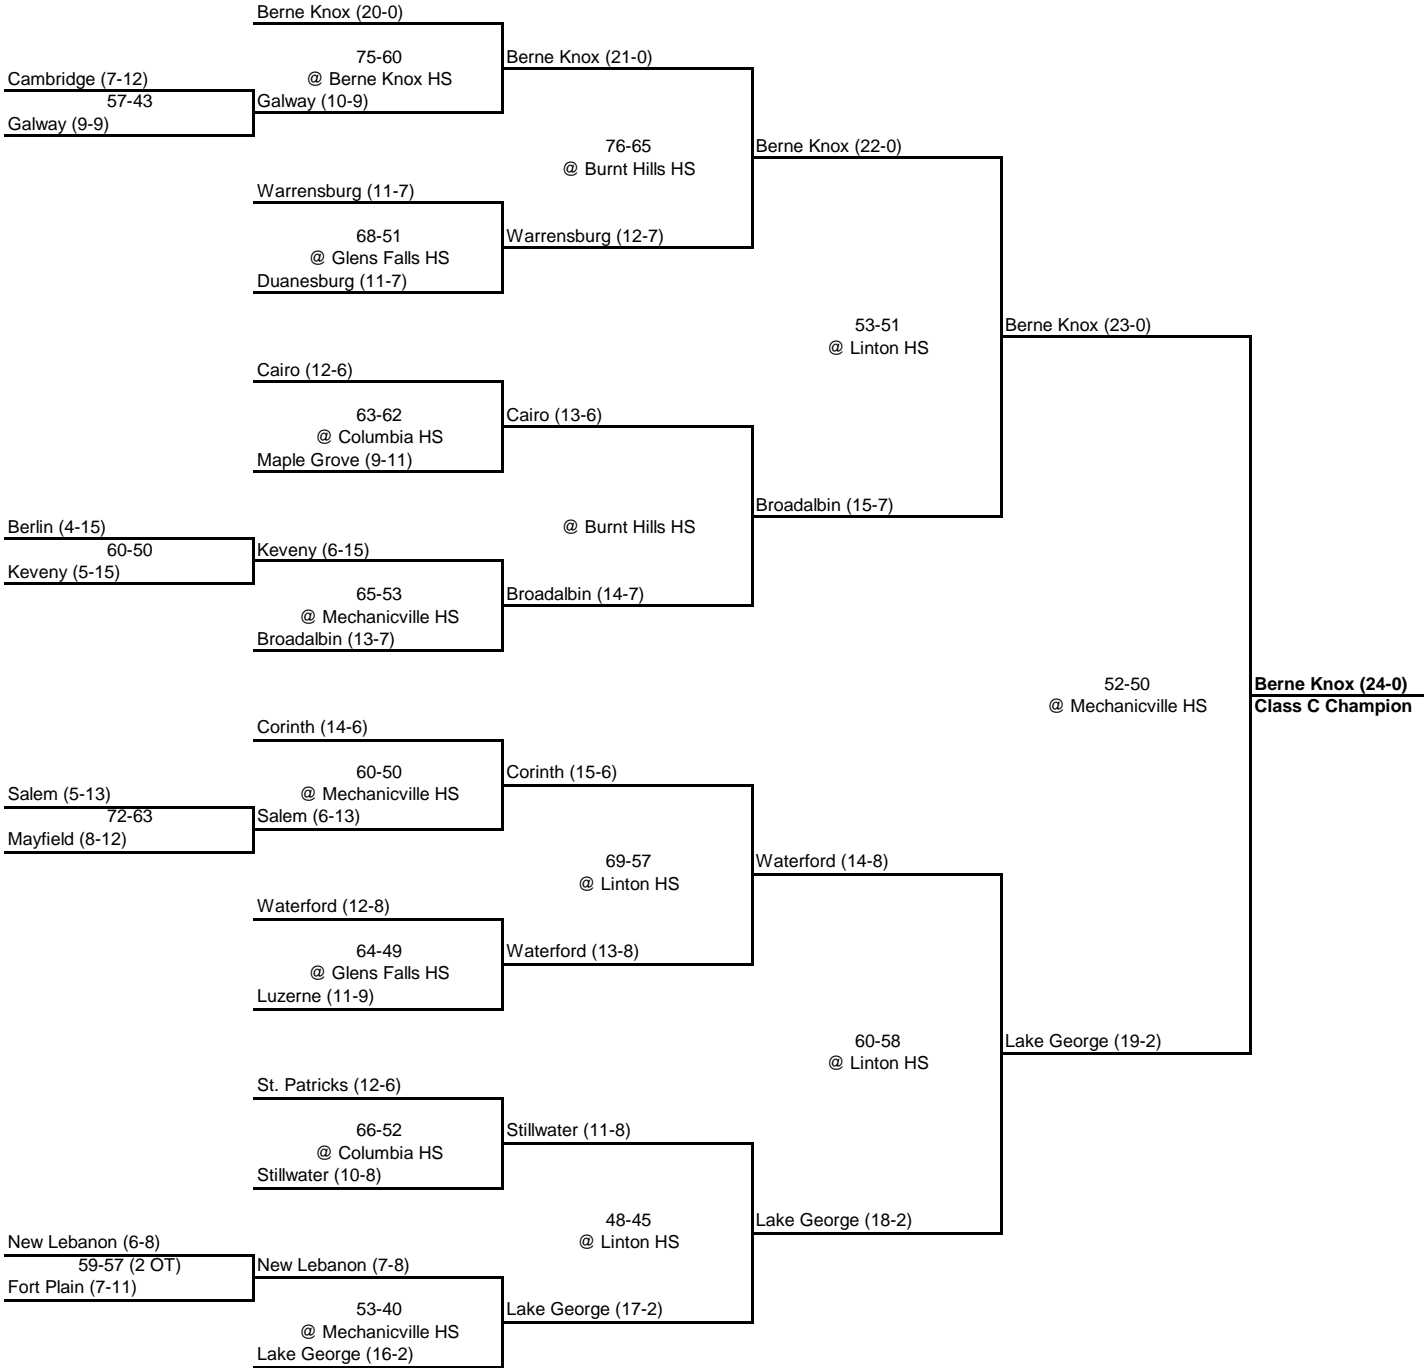 Berne Knox (20-0)
75-60
@ Berne Knox HS
Berne Knox (21-0)
Cambridge (7-12)
57-43
Galway (9-9)
Galway (10-9)
76-65
@ Burnt Hills HS
Berne Knox (22-0)
Warrensburg (11-7)
68-51
@ Glens Falls HS
Duanesburg (11-7)
Warrensburg (12-7)
53-51
@ Linton HS
Berne Knox (23-0)
Cairo (12-6)
63-62
@ Columbia HS
Maple Grove (9-11)
Cairo (13-6)
@ Burnt Hills HS
Broadalbin (15-7)
Berlin (4-15)
60-50
Keveny (5-15)
Keveny (6-15)
65-53
@ Mechanicville HS
Broadalbin (13-7)
Broadalbin (14-7)
52-50
@ Mechanicville HS
Berne Knox (24-0)
Class C Champion
Corinth (14-6)
60-50
@ Mechanicville HS
Corinth (15-6)
Salem (5-13)
72-63
Mayfield (8-12)
Salem (6-13)
69-57
@ Linton HS
Waterford (14-8)
Waterford (12-8)
64-49
@ Glens Falls HS
Luzerne (11-9)
Waterford (13-8)
60-58
@ Linton HS
Lake George (19-2)
St. Patricks (12-6)
66-52
@ Columbia HS
Stillwater (10-8)
Stillwater (11-8)
48-45
@ Linton HS
Lake George (18-2)
New Lebanon (6-8)
59-57 (2 OT)
Fort Plain (7-11)
New Lebanon (7-8)
53-40
@ Mechanicville HS
Lake George (16-2)
Lake George (17-2)